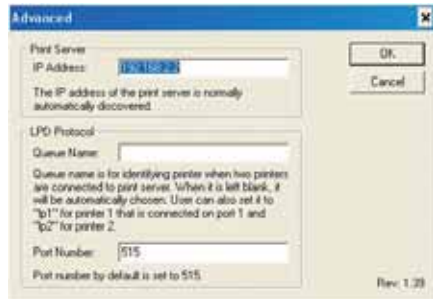 Advanced
Print Server
IP Address: 192.168.2.2
The IP address of the print server is normally
automatically discovered.
OK
Cancel
LPD Protocol
Queue Name:
Queue name is for identifying printer when two printers
are connected to print server. When it is left blank, it
will be automatically chosen. User can also set it to
"lp1" for printer 1 that is connected on port 1 and
"lp2" for printer 2.
Port Number: 515
Port number by default is set to 515.
Rev: 1.39